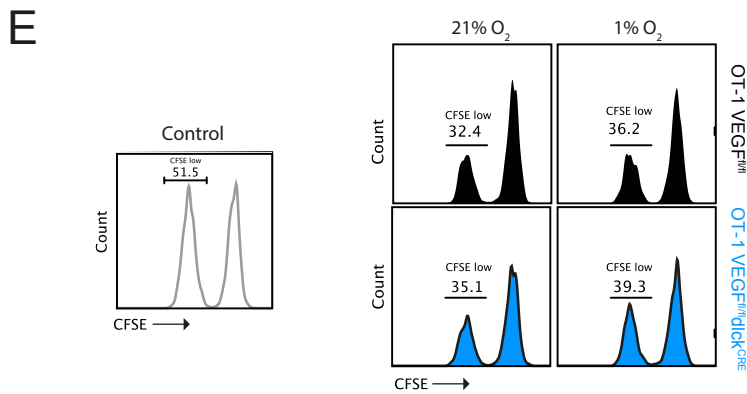 E
Control
Count
CFSE low
51.5
CFSE
21% O₂
1% O₂
Count
CFSE low
32.4
CFSE low
36.2
OT-1 VEGFᶠˡ/ᶠˡ
Count
CFSE low
35.1
CFSE low
39.3
OT-1 VEGFᶠˡ/ᶠˡdlckᶜᴿᴱ
CFSE